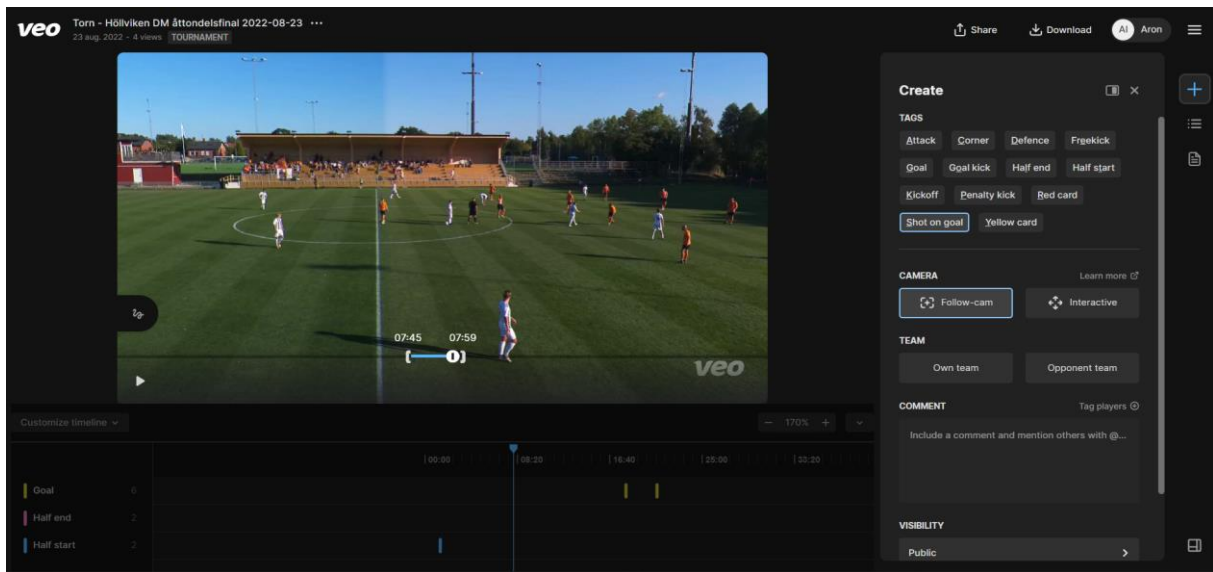 veo
Torn - Höllviken DM åttondelsfinal 2022-08-23 ···
23 aug. 2022 - 4 views TOURNAMENT
Share
Download
AI Aron
07:45 07:59
veo
Create
TAGS
Attack Corner Defence Freekick
Goal Goal kick Half end Half start
Kickoff Penalty kick Red card
Shot on goal Yellow card
CAMERA Learn more
Follow-cam Interactive
TEAM
Own team Opponent team
COMMENT Tag players
Include a comment and mention others with @...
VISIBILITY
Public
Customize timeline
− 170% +
00:00 08:20 16:40 25:00 33:20
Goal 6
Half end 2
Half start 2